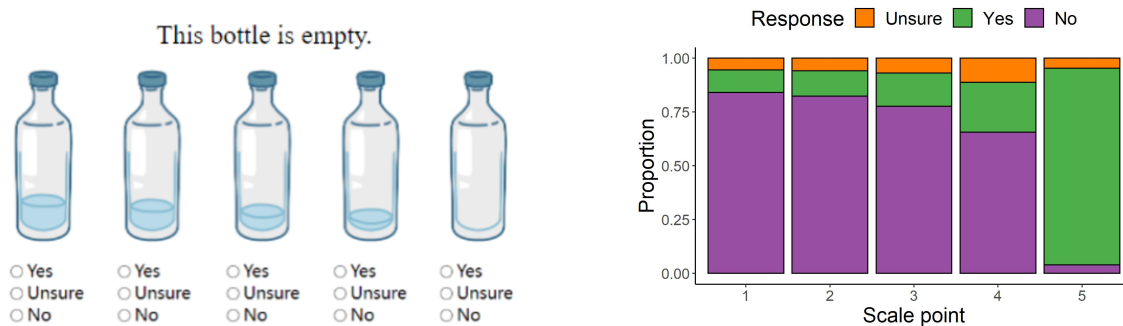 This bottle is empty.
Yes Yes Yes Yes Yes
Unsure Unsure Unsure Unsure Unsure
No No No No No
Response Unsure Yes No
Proportion
1.00
0.75
0.50
0.25
0.00
1 2 3 4 5
Scale point